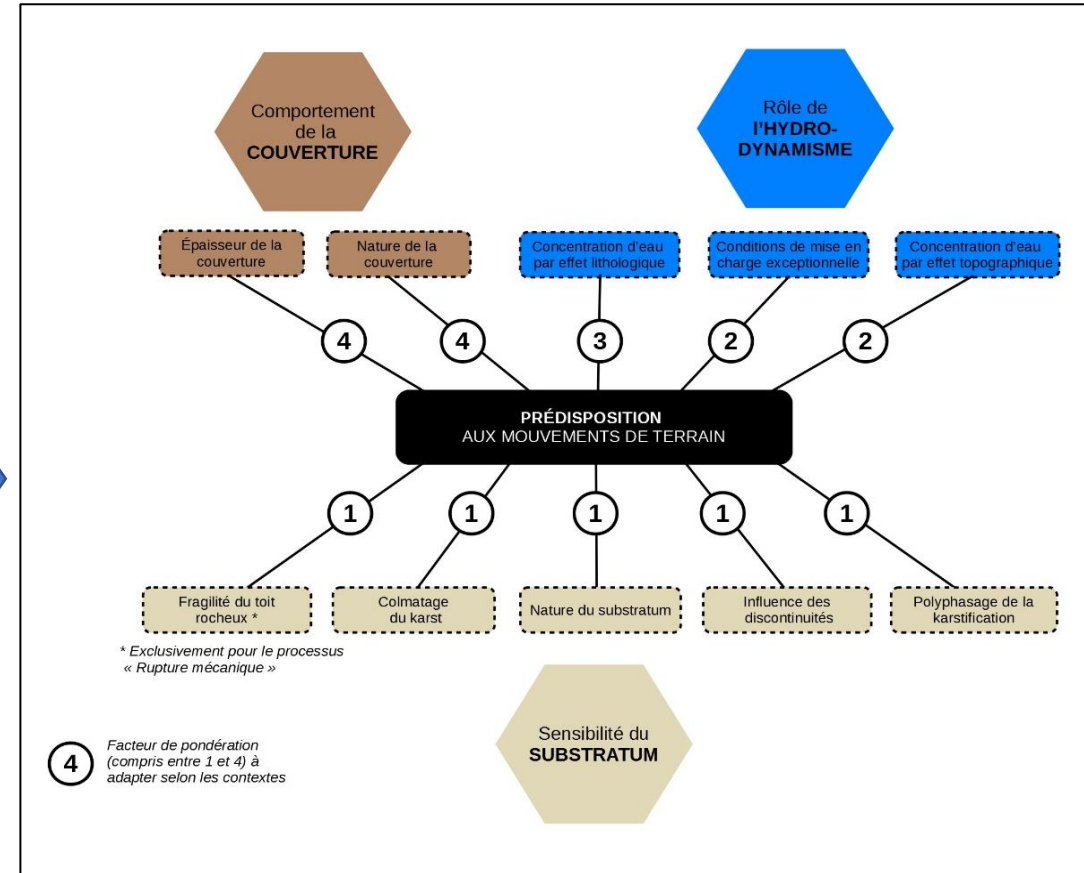 Comportement
de la
COUVERTURE
Rôle de
l'HYDRO-
DYNAMISME
Épaisseur de la
couverture
Nature de la
couverture
Concentration d'eau
par effet lithologique
Conditions de mise en
charge exceptionnelle
Concentration d'eau
par effet topographique
4
4
3
2
2
PRÉDISPOSITION
AUX MOUVEMENTS DE TERRAIN
1
1
1
1
1
Fragilité du toit
rocheux *
Colmatage
du karst
Nature du substratum
Influence des
discontinuités
Polyphasage de la
karstification
* Exclusivement pour le processus
« Rupture mécanique »
Sensibilité du
SUBSTRATUM
4
Facteur de pondération
(compris entre 1 et 4) à
adapter selon les contextes